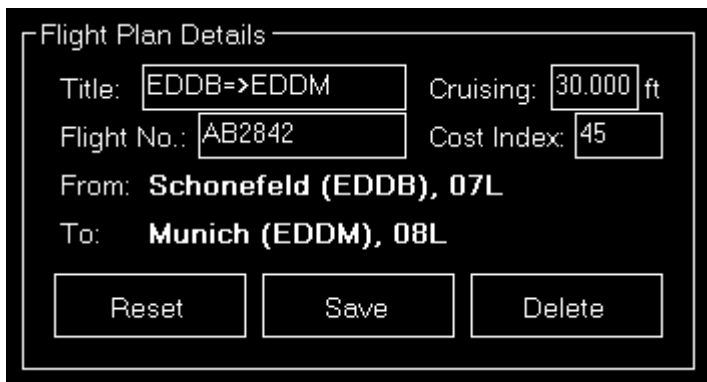 Flight Plan Details
Title: EDDB=>EDDM Cruising: 30.000 ft
Flight No.: AB2842 Cost Index: 45
From: Schonefeld (EDDB), 07L
To: Munich (EDDM), 08L
Reset Save Delete